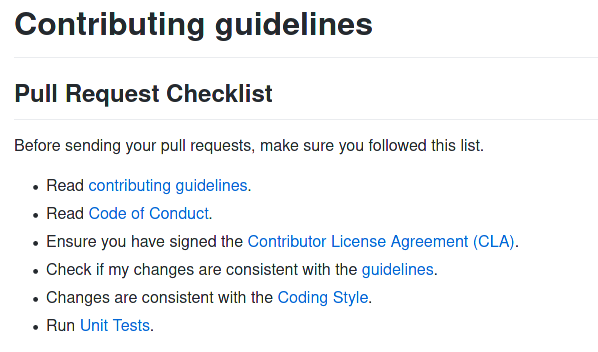 Contributing guidelines
Pull Request Checklist
Before sending your pull requests, make sure you followed this list.
• Read contributing guidelines.
• Read Code of Conduct.
• Ensure you have signed the Contributor License Agreement (CLA).
• Check if my changes are consistent with the guidelines.
• Changes are consistent with the Coding Style.
• Run Unit Tests.